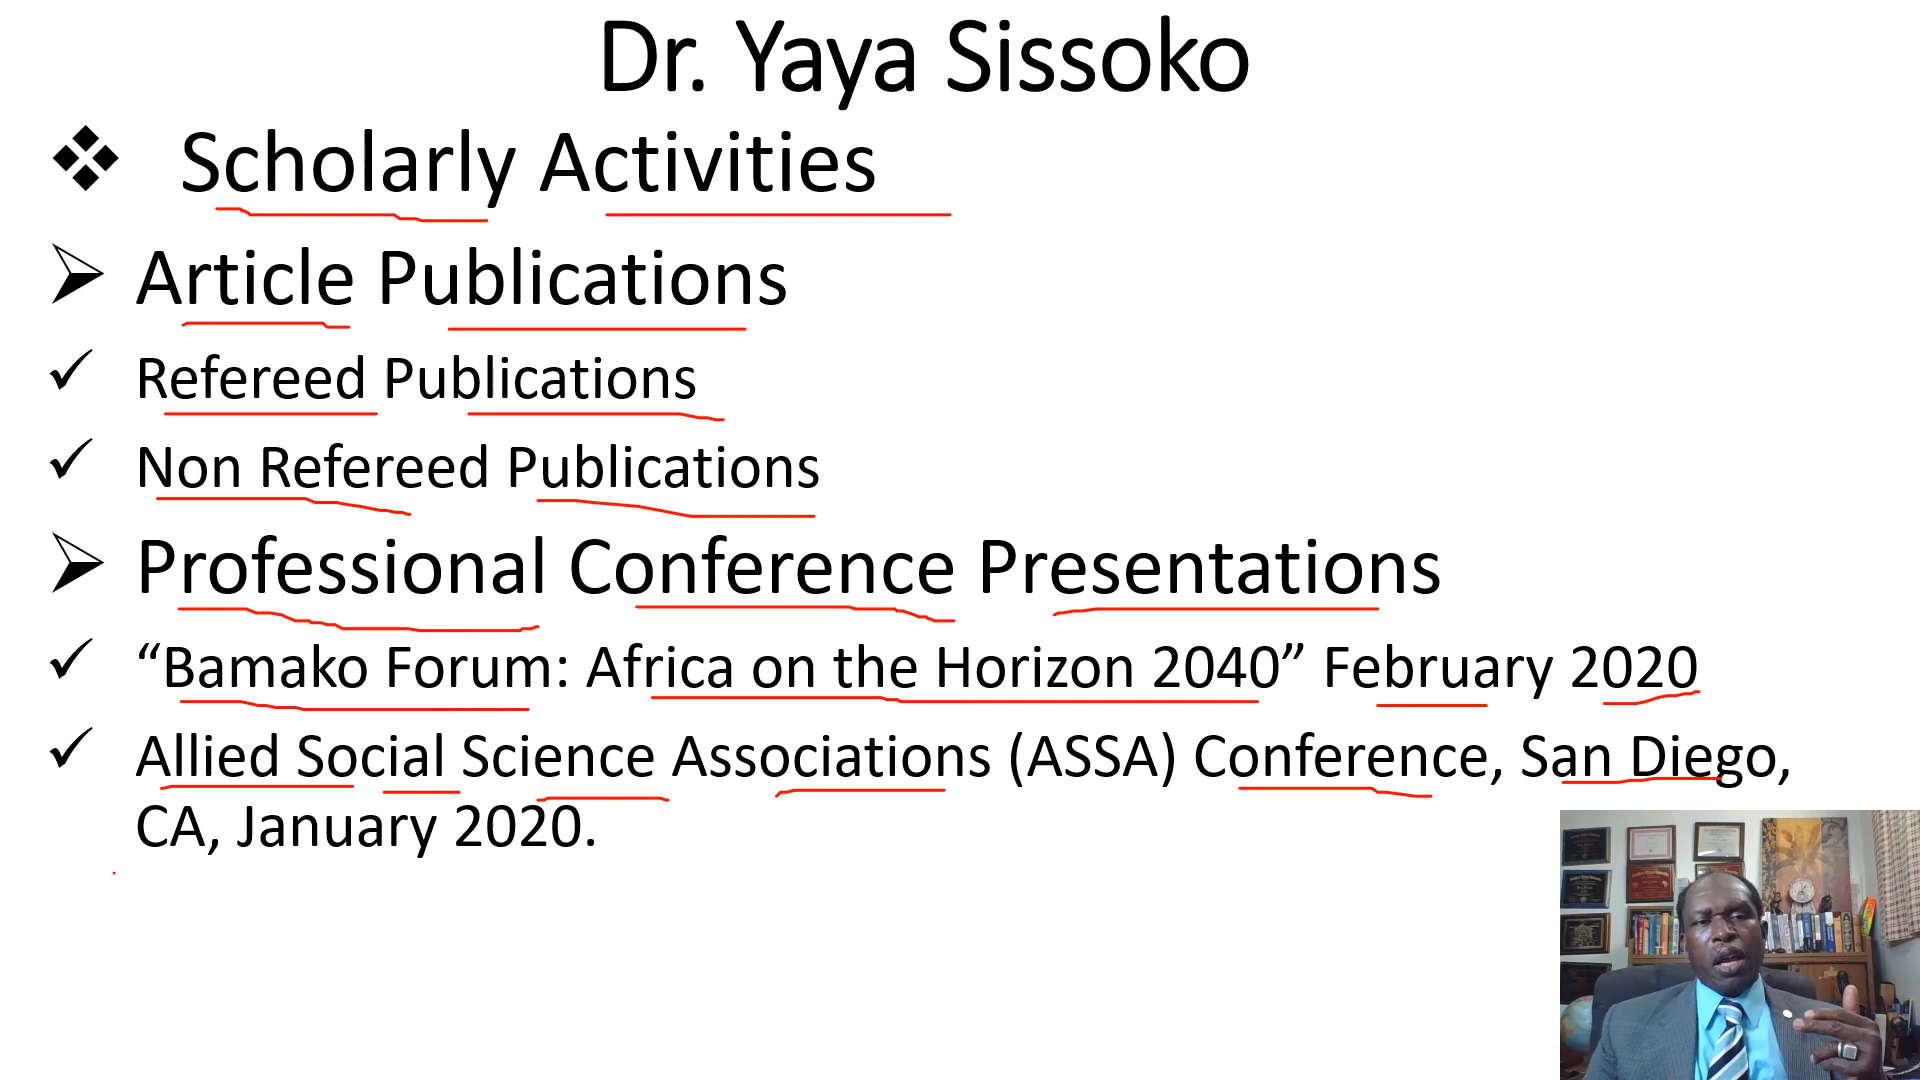 Dr. Yaya Sissoko
❖ Scholarly Activities
➢ Article Publications
✓ Refereed Publications
✓ Non Refereed Publications
➢ Professional Conference Presentations
✓ “Bamako Forum: Africa on the Horizon 2040” February 2020
✓ Allied Social Science Associations (ASSA) Conference, San Diego,
CA, January 2020.